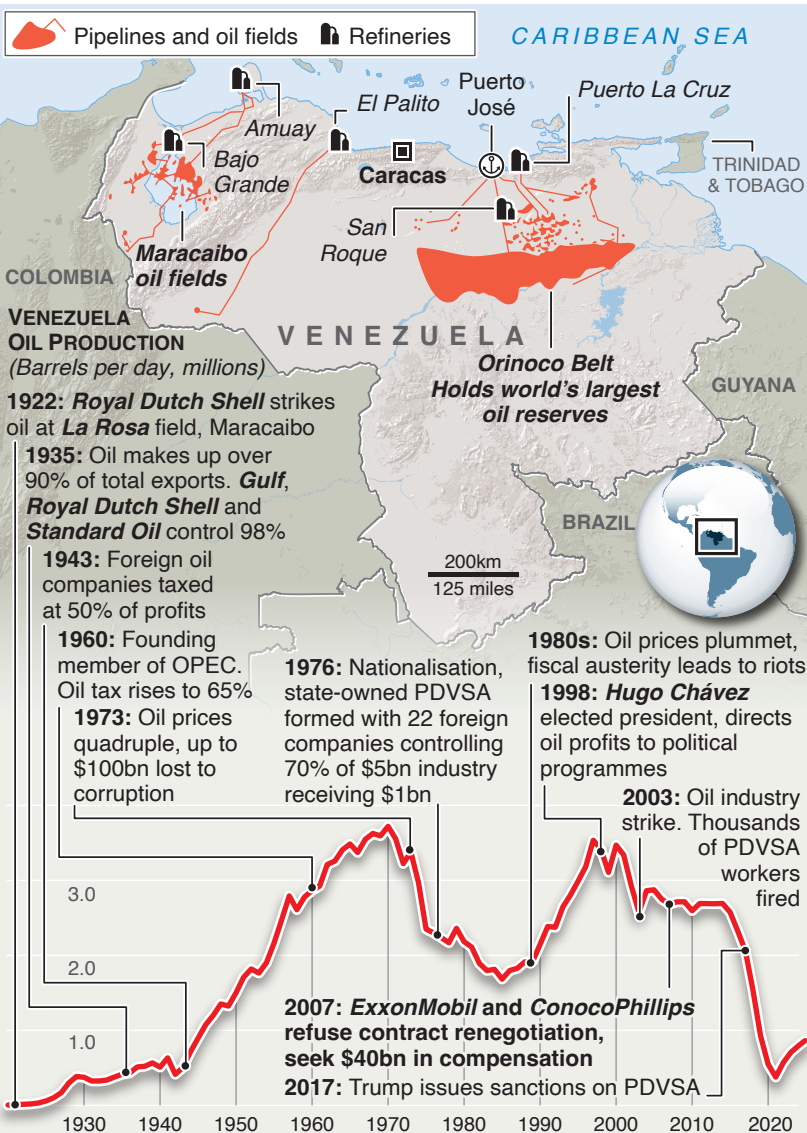 Pipelines and oil fields
Refineries
CARIBBEAN SEA
Puerto
José
Puerto La Cruz
El Palito
Amuay
Bajo
Grande
Caracas
TRINIDAD
& TOBAGO
San
Roque
Maracaibo
oil fields
COLOMBIA
VENEZUELA
Orinoco Belt
Holds world's largest
oil reserves
GUYANA
BRAZIL
200km
125 miles
VENEZUELA
OIL PRODUCTION
(Barrels per day, millions)
1922: Royal Dutch Shell strikes
oil at La Rosa field, Maracaibo
1935: Oil makes up over
90% of total exports. Gulf,
Royal Dutch Shell and
Standard Oil control 98%
1943: Foreign oil
companies taxed
at 50% of profits
1960: Founding
member of OPEC.
Oil tax rises to 65%
1973: Oil prices
quadruple, up to
$100bn lost to
corruption
1976: Nationalisation,
state-owned PDVSA
formed with 22 foreign
companies controlling
70% of $5bn industry
receiving $1bn
1980s: Oil prices plummet,
fiscal austerity leads to riots
1998: Hugo Chávez
elected president, directs
oil profits to political
programmes
2003: Oil industry
strike. Thousands
of PDVSA
workers
fired
3.0
2.0
1.0
2007: ExxonMobil and ConocoPhillips
refuse contract renegotiation,
seek $40bn in compensation
2017: Trump issues sanctions on PDVSA
1930 1940 1950 1960 1970 1980 1990 2000 2010 2020